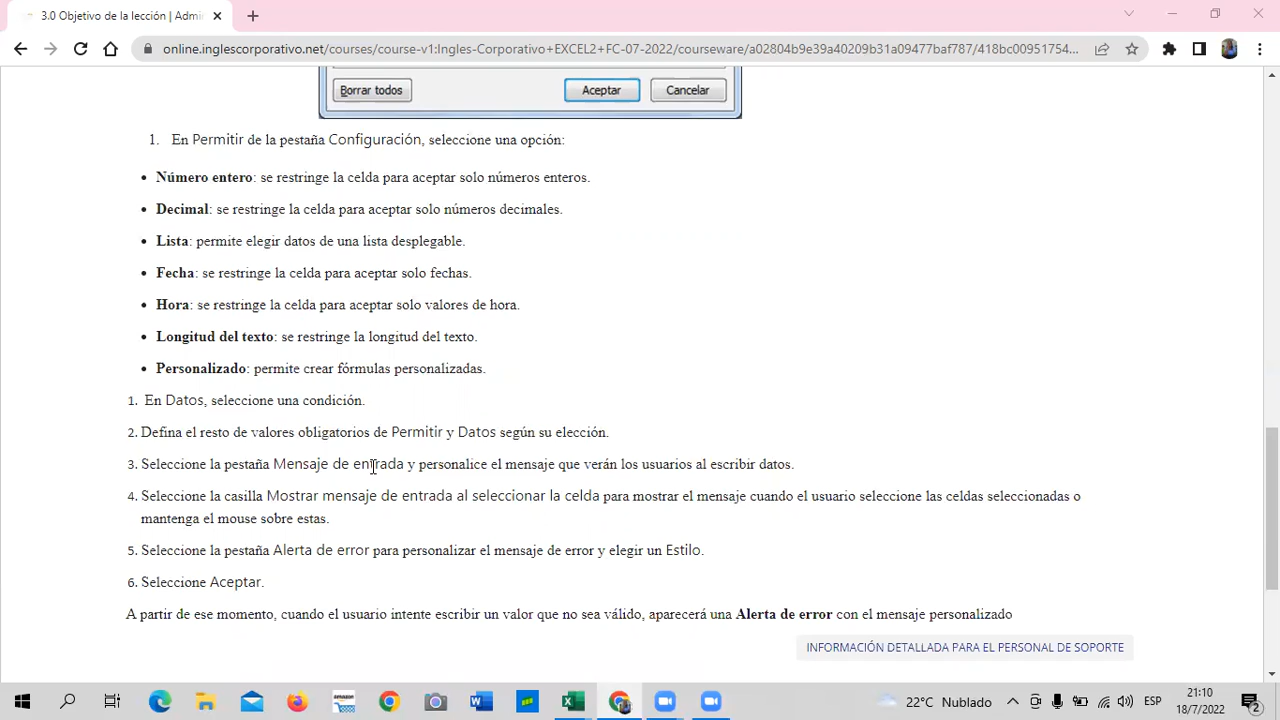 3.0 Objetivo de la lección | Admi
online.inglescorporativo.net/courses/course-v1:Ingles-Corporativo+EXCEL2+FC-07-2022/courseware/a02804b9e39a40209b31a09477baf787/418bc00951754...
Borrar todos Aceptar Cancelar
1. En Permitir de la pestaña Configuración, seleccione una opción:
• Número entero: se restringe la celda para aceptar solo números enteros.
• Decimal: se restringe la celda para aceptar solo números decimales.
• Lista: permite elegir datos de una lista desplegable.
• Fecha: se restringe la celda para aceptar solo fechas.
• Hora: se restringe la celda para aceptar solo valores de hora.
• Longitud del texto: se restringe la longitud del texto.
• Personalizado: permite crear fórmulas personalizadas.
1. En Datos, seleccione una condición.
2. Defina el resto de valores obligatorios de Permitir y Datos según su elección.
3. Seleccione la pestaña Mensaje de entrada y personalice el mensaje que verán los usuarios al escribir datos.
4. Seleccione la casilla Mostrar mensaje de entrada al seleccionar la celda para mostrar el mensaje cuando el usuario seleccione las celdas seleccionadas o
mantenga el mouse sobre estas.
5. Seleccione la pestaña Alerta de error para personalizar el mensaje de error y elegir un Estilo.
6. Seleccione Aceptar.
A partir de ese momento, cuando el usuario intente escribir un valor que no sea válido, aparecerá una Alerta de error con el mensaje personalizado
INFORMACIÓN DETALLADA PARA EL PERSONAL DE SOPORTE
22°C Nublado ESP 21:10
18/7/2022 2